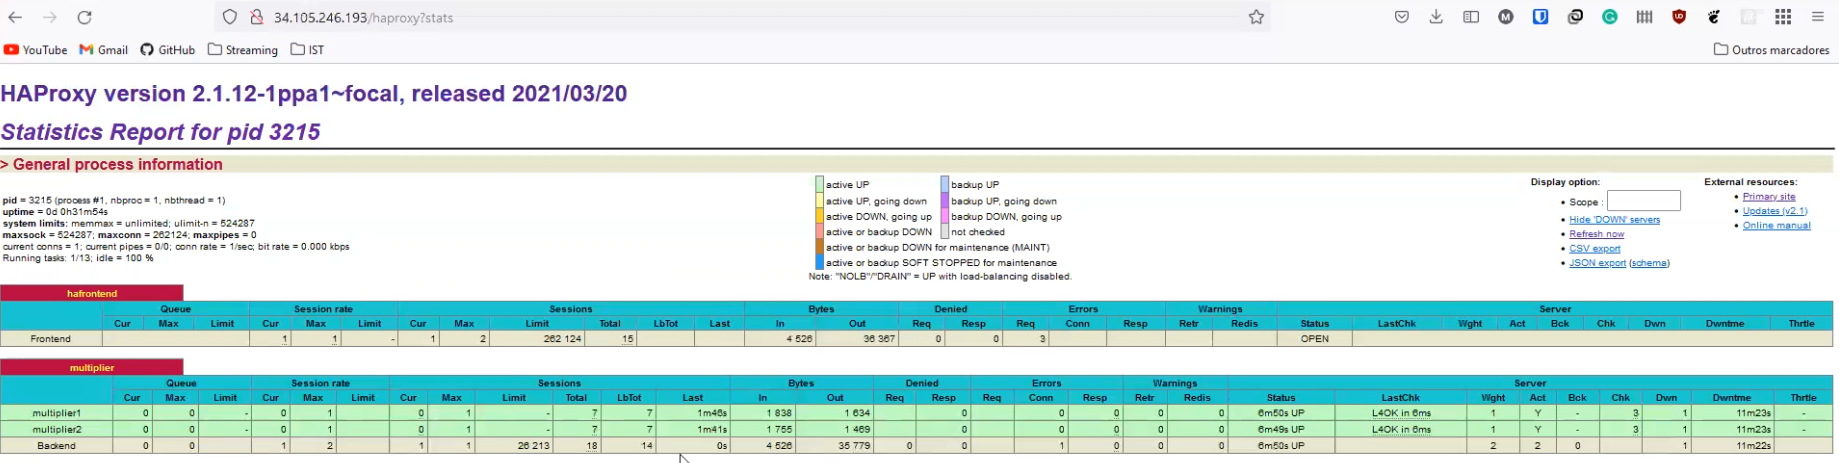 34.105.246.193/haproxy?stats
YouTube Gmail GitHub Streaming IST Outros marcadores
HAProxy version 2.1.12-1ppa1~focal, released 2021/03/20
Statistics Report for pid 3215
> General process information
pid = 3215 (process #1, nbproc = 1, nbthread = 1)
uptime = 0d 0h31m54s
system limits: memmax = unlimited; ulimit-n = 524287
maxsock = 524287; maxconn = 262124; maxpipes = 0
current conns = 1; current pipes = 0/0; conn rate = 1/sec; bit rate = 0.000 kbps
Running tasks: 1/13; idle = 100 %
active UP backup UP
active UP, going down backup UP, going down
active DOWN, going up backup DOWN, going up
active or backup DOWN not checked
active or backup DOWN for maintenance (MAINT)
active or backup SOFT STOPPED for maintenance
Note: "NOLB"/"DRAIN" = UP with load-balancing disabled.
Display option:
• Scope :
• Hide 'DOWN' servers
• Refresh now
• CSV export
• JSON export (schema)
External resources:
• Primary site
• Updates (v2.1)
• Online manual
hafrontend
Queue Session rate Sessions Bytes Denied Errors Warnings Server
Cur Max Limit Cur Max Limit Cur Max Limit Total LbTot Last In Out Req Resp Req Conn Resp Retr Redis Status LastChk Wght Act Bck Chk Dwn Dwntme Thrtle
Frontend 1 1 - 1 2 262 124 15 4 526 36 367 0 0 3 OPEN
multiplier
Queue Session rate Sessions Bytes Denied Errors Warnings Server
Cur Max Limit Cur Max Limit Cur Max Limit Total LbTot Last In Out Req Resp Req Conn Resp Retr Redis Status LastChk Wght Act Bck Chk Dwn Dwntme Thrtle
multiplier1 0 0 - 0 1 0 1 - 7 7 1m46s 1 838 1 634 0 0 0 0 0 6m50s UP L4OK in 6ms 1 Y - 3 1 11m23s -
multiplier2 0 0 - 0 1 0 1 - 7 7 1m41s 1 755 1 469 0 0 0 0 0 6m49s UP L4OK in 6ms 1 Y - 3 1 11m23s -
Backend 0 0 1 2 1 1 26 213 18 14 0s 4 526 35 779 0 0 1 0 0 0 6m50s UP 2 2 0 1 11m22s